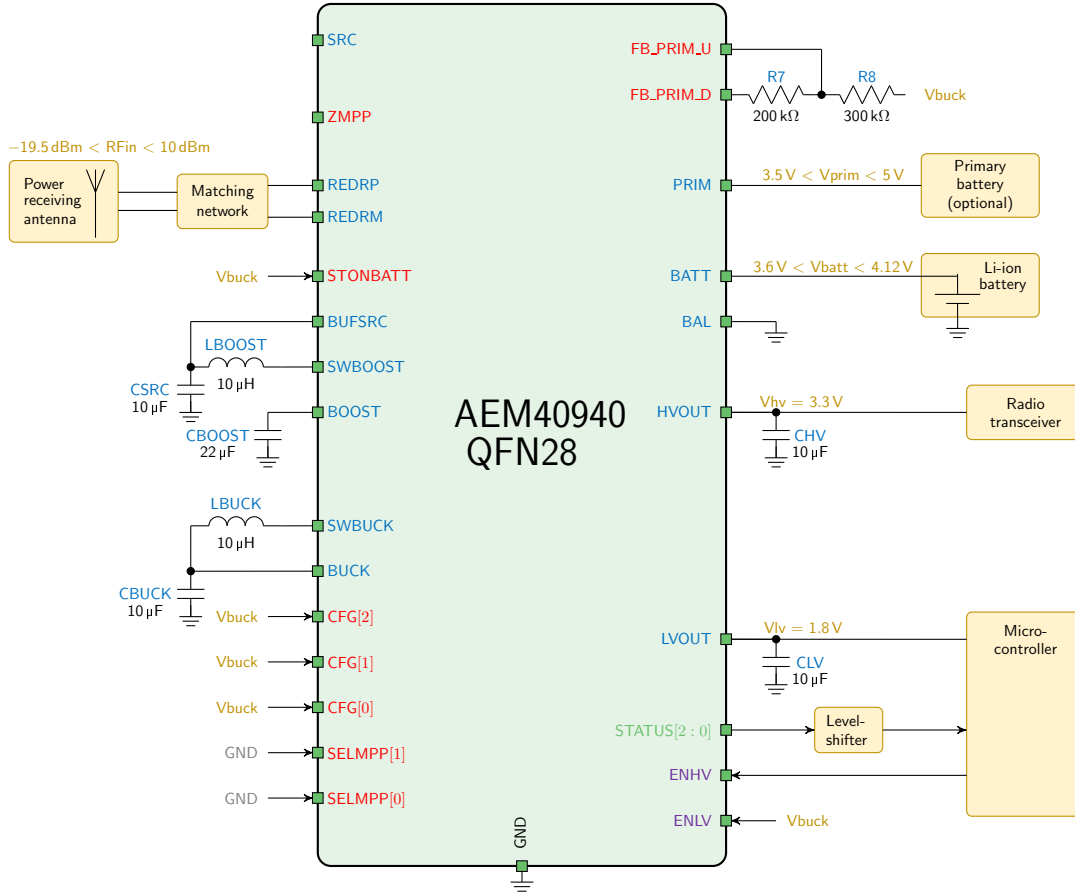 SRC
FB_PRIM_U
R7
R8
FB_PRIM_D
Vbuck
200 kΩ
300 kΩ
ZMPP
−19.5 dBm < RFin < 10 dBm
Power
receiving
antenna
Matching
network
REDRP
REDRM
PRIM
3.5 V < Vprim < 5 V
Primary
battery
(optional)
Vbuck
STONBATT
BATT
3.6 V < Vbatt < 4.12 V
Li-ion
battery
BUFSRC
BAL
LBOOST
10 µH
SWBOOST
CSRC
10 µF
BOOST
CBOOST
22 µF
AEM40940
QFN28
HVOUT
Vhv = 3.3 V
CHV
10 µF
Radio
transceiver
LBUCK
10 µH
SWBUCK
BUCK
CBUCK
10 µF
Vbuck
CFG[2]
Vbuck
CFG[1]
Vbuck
CFG[0]
GND
SELMPP[1]
GND
SELMPP[0]
LVOUT
Vlv = 1.8 V
CLV
10 µF
Micro-
controller
STATUS[2 : 0]
Level-
shifter
ENHV
ENLV
Vbuck
GND